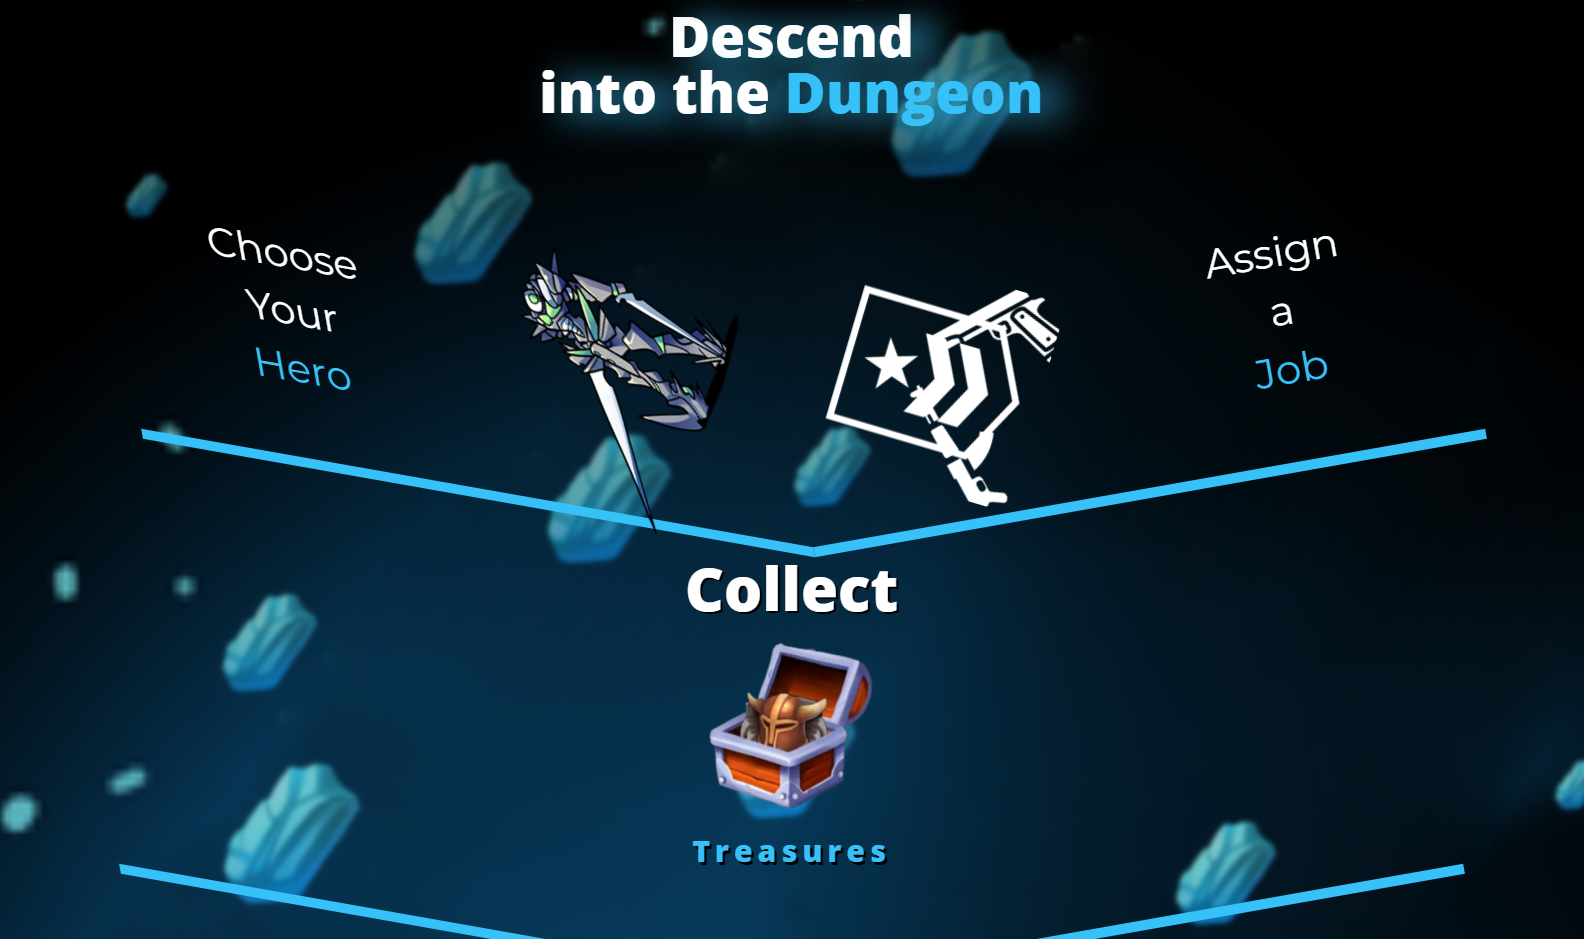 Descend
into the Dungeon
Choose
Your
Hero
Assign
a
Job
Collect
Treasures